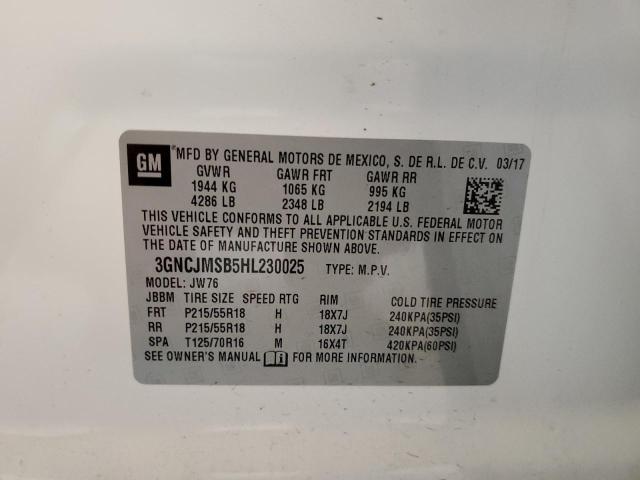 GM
MFD BY GENERAL MOTORS DE MEXICO, S. DE R.L. DE C.V. 03/17
GVWR GAWR FRT GAWR RR
1944 KG 1065 KG 995 KG
4286 LB 2348 LB 2194 LB
THIS VEHICLE CONFORMS TO ALL APPLICABLE U.S. FEDERAL MOTOR
VEHICLE SAFETY AND THEFT PREVENTION STANDARDS IN EFFECT ON
THE DATE OF MANUFACTURE SHOWN ABOVE.
3GNCJMSB5HL230025 TYPE: M.P.V.
MODEL: JW76
JBBM TIRE SIZE SPEED RTG RIM COLD TIRE PRESSURE
FRT P215/55R18 H 18X7J 240KPA(35PSI)
RR P215/55R18 H 18X7J 240KPA(35PSI)
SPA T125/70R16 M 16X4T 420KPA(60PSI)
SEE OWNER'S MANUAL FOR MORE INFORMATION.